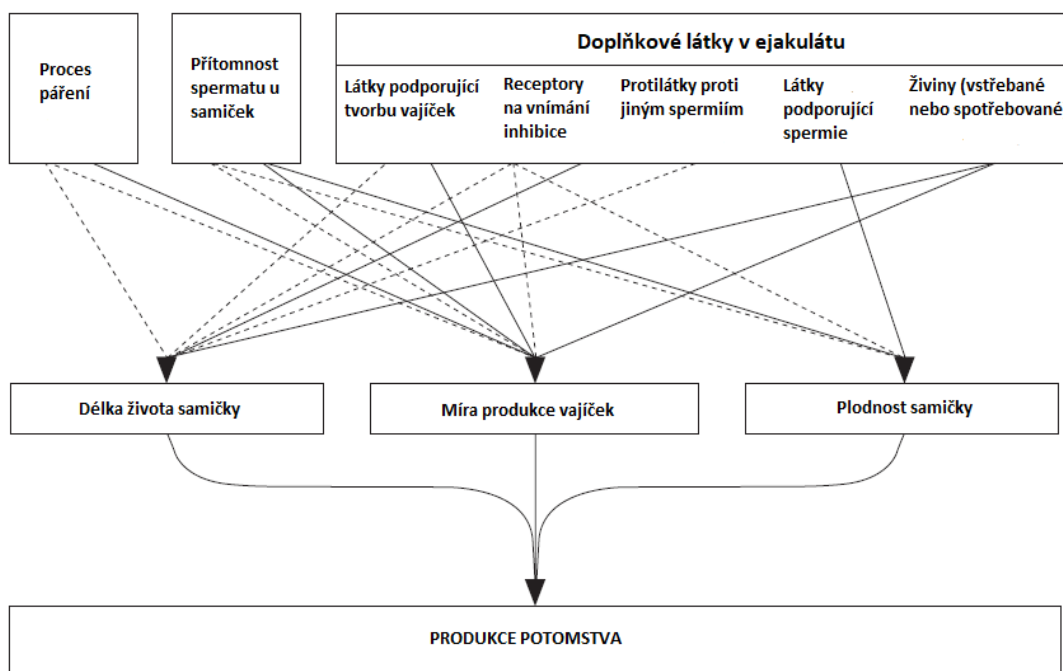 Proces
páření
Přítomnost
spermatu u
samiček
Doplňkové látky v ejakulátu
Látky podporující
tvorbu vajíček
Receptory
na vnímání
inhibice
Protilátky proti
jiným spermiím
Látky
podporující
spermie
Živiny (vstřebané
nebo spotřebované
Délka života samičky
Míra produkce vajíček
Plodnost samičky
PRODUKCE POTOMSTVA